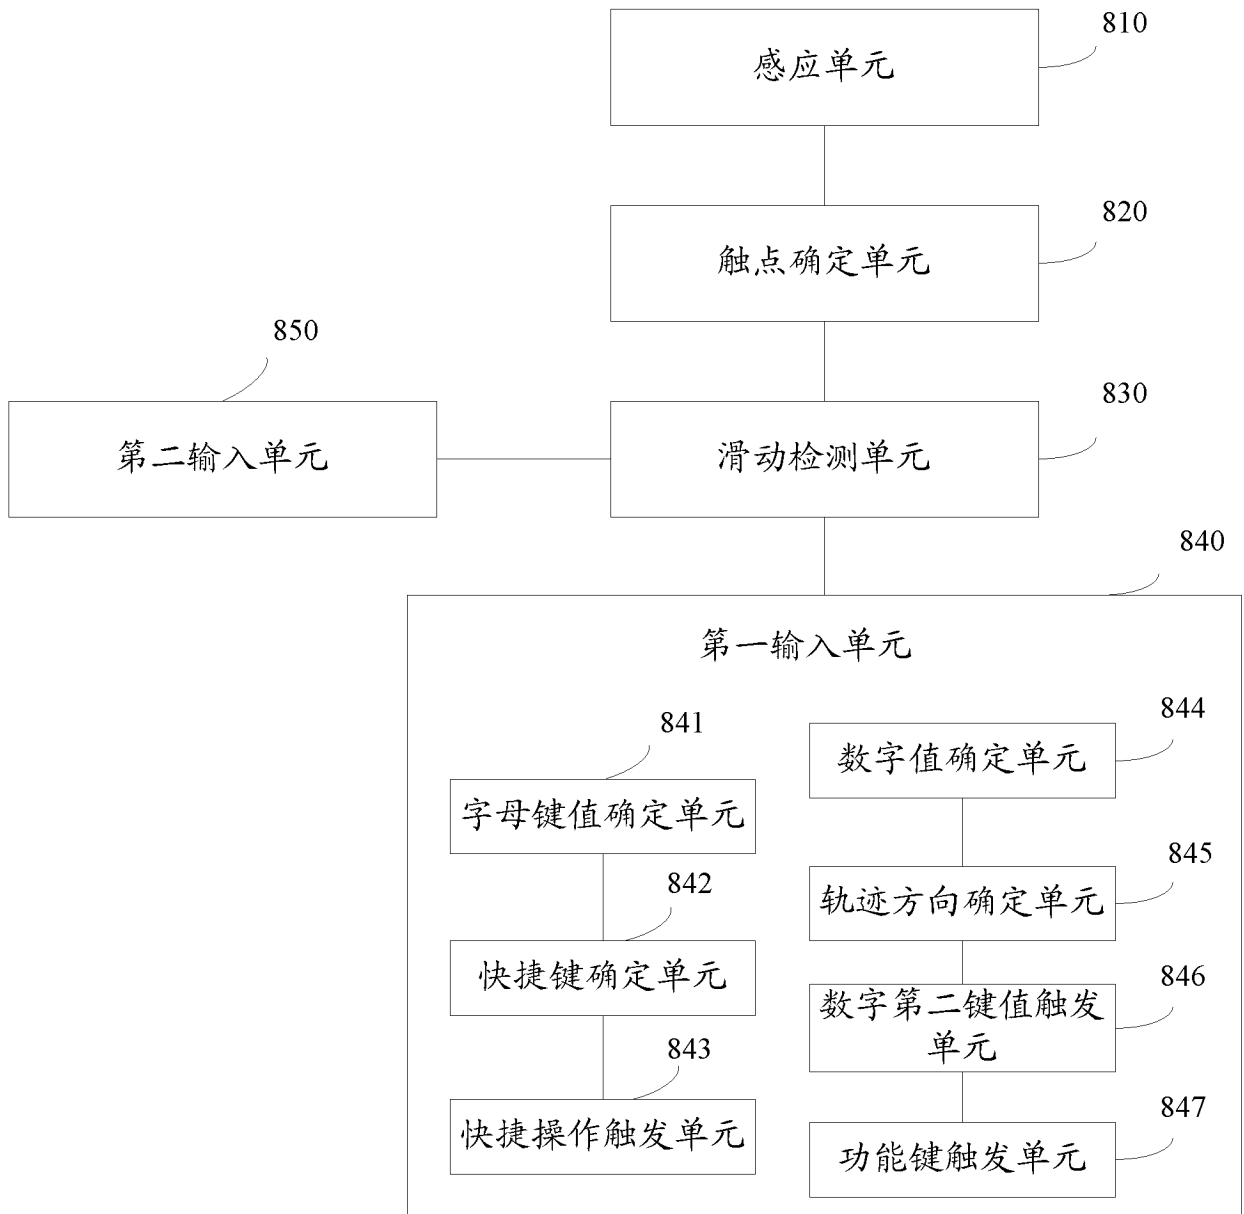 810
感应单元
820
触点确定单元
850
830
第二输入单元
滑动检测单元
840
第一输入单元
841
字母键值确定单元
842
快捷键确定单元
843
快捷操作触发单元
844
数字值确定单元
845
轨迹方向确定单元
846
数字第二键值触发
单元
847
功能键触发单元